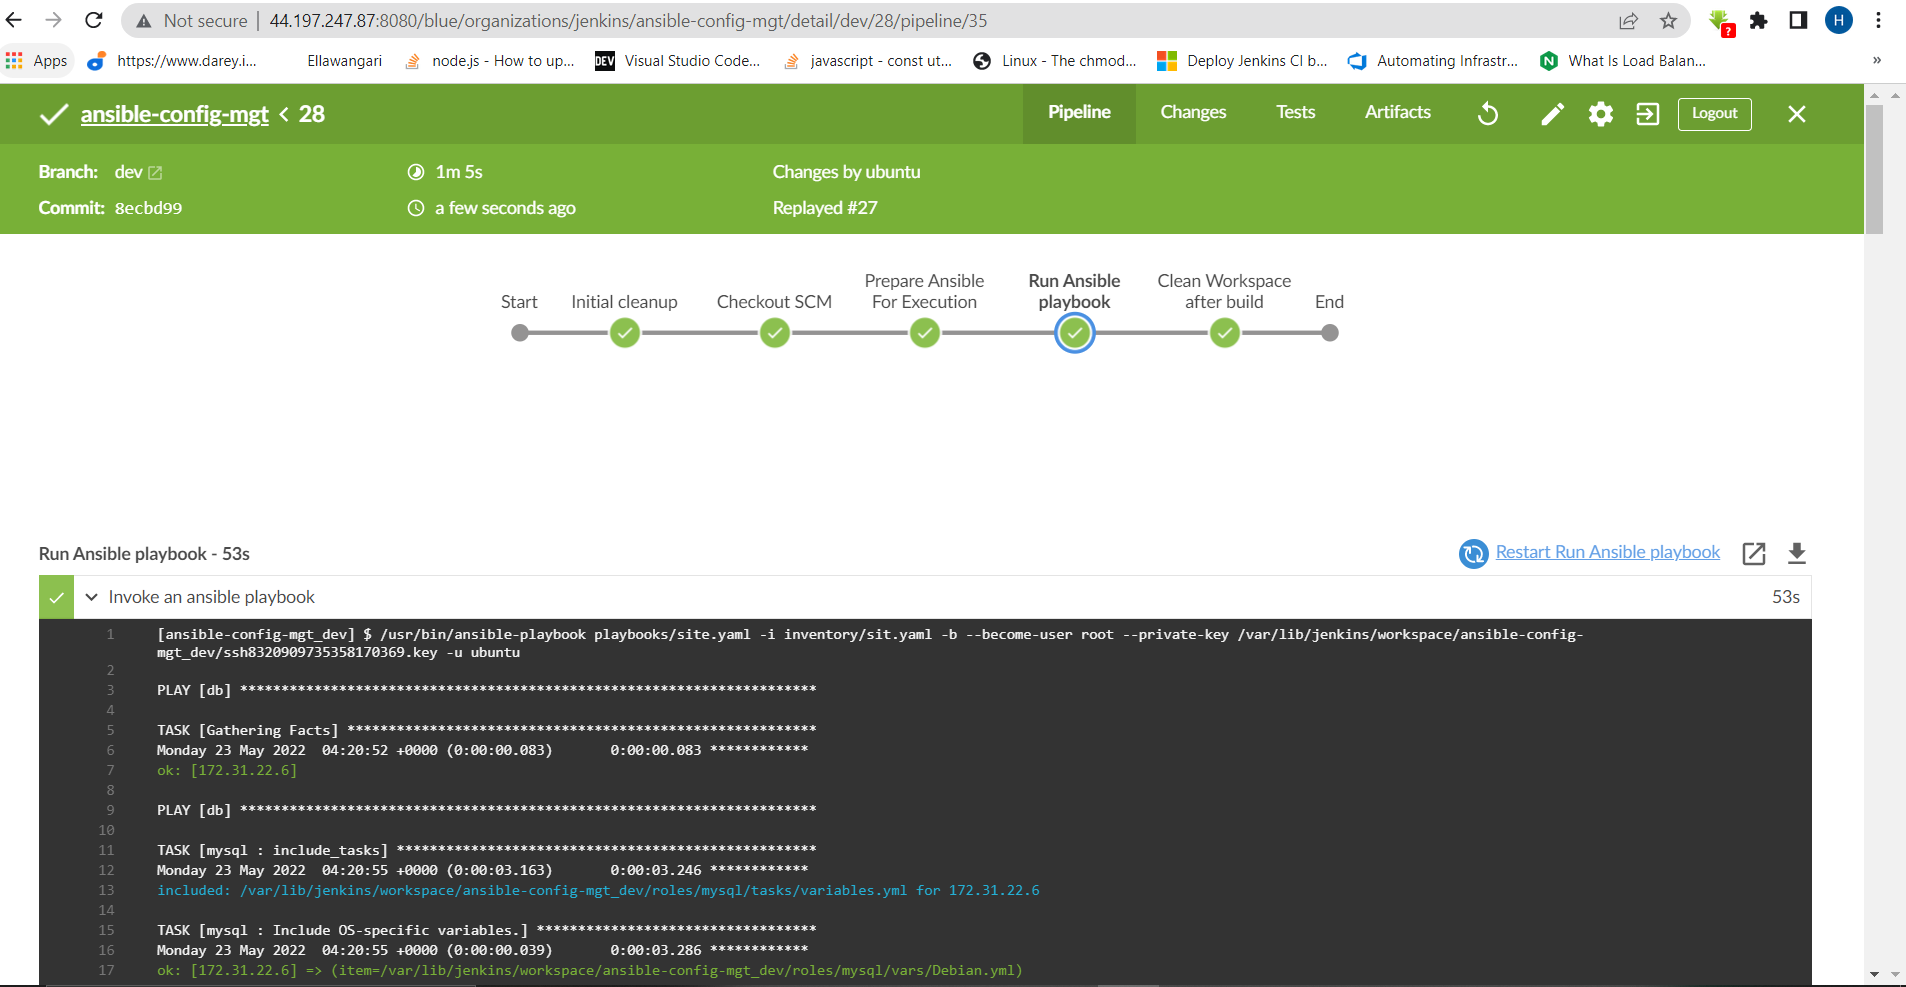 Not secure | 44.197.247.87:8080/blue/organizations/jenkins/ansible-config-mgt/detail/dev/28/pipeline/35
H
?
Apps https://www.darey.i... Ellawangari node.js - How to up... DEV Visual Studio Code... javascript - const ut... Linux - The chmod... Deploy Jenkins CI b... Automating Infrastr... N What Is Load Balan... »
ansible-config-mgt < 28 Pipeline Changes Tests Artifacts Logout
Branch: dev 1m 5s Changes by ubuntu
Commit: 8ecbd99 a few seconds ago Replayed #27
Start Initial cleanup Checkout SCM Prepare Ansible For Execution Run Ansible playbook Clean Workspace after build End
Run Ansible playbook - 53s Restart Run Ansible playbook
Invoke an ansible playbook 53s
1 [ansible-config-mgt_dev] $ /usr/bin/ansible-playbook playbooks/site.yaml -i inventory/sit.yaml -b --become-user root --private-key /var/lib/jenkins/workspace/ansible-config-
mgt_dev/ssh8320909735358170369.key -u ubuntu
2
3 PLAY [db] **********************************************************************
4
5 TASK [Gathering Facts] *********************************************************
6 Monday 23 May 2022  04:20:52 +0000 (0:00:00.083)       0:00:00.083 ************
7 ok: [172.31.22.6]
8
9 PLAY [db] **********************************************************************
10
11 TASK [mysql : include_tasks] ***************************************************
12 Monday 23 May 2022  04:20:55 +0000 (0:00:03.163)       0:00:03.246 ************
13 included: /var/lib/jenkins/workspace/ansible-config-mgt_dev/roles/mysql/tasks/variables.yml for 172.31.22.6
14
15 TASK [mysql : Include OS-specific variables.] **********************************
16 Monday 23 May 2022  04:20:55 +0000 (0:00:00.039)       0:00:03.286 ************
17 ok: [172.31.22.6] => (item=/var/lib/jenkins/workspace/ansible-config-mgt_dev/roles/mysql/vars/Debian.yml)